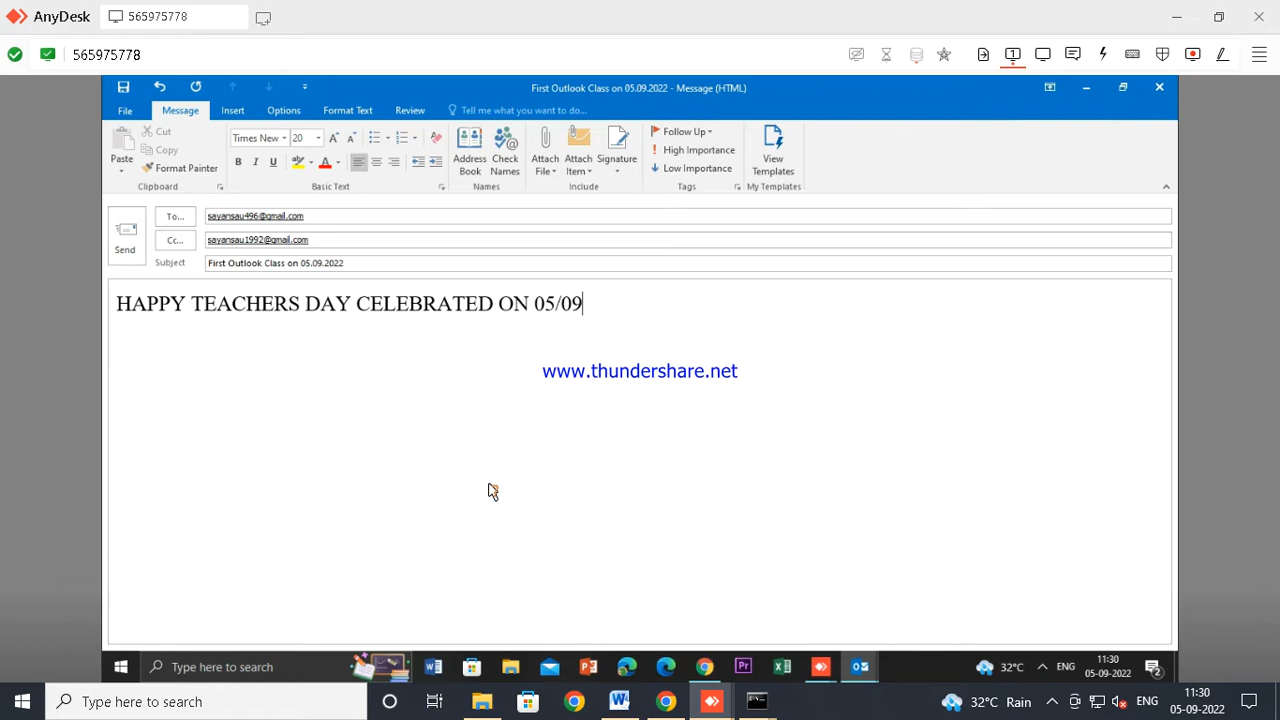 AnyDesk
565975778
565975778
First Outlook Class on 05.09.2022 - Message (HTML)
File
Message
Insert
Options
Format Text
Review
Tell me what you want to do...
Paste
Cut
Copy
Format Painter
Clipboard
Times New
20
Basic Text
Address Book
Check Names
Names
Attach File
Attach Item
Signature
Include
Follow Up
High Importance
Low Importance
Tags
View Templates
My Templates
Send
To...
sayansau496@gmail.com
Cc...
sayansau1992@gmail.com
Subject
First Outlook Class on 05.09.2022
HAPPY TEACHERS DAY CELEBRATED ON 05/09
www.thundershare.net
Type here to search
32°C
ENG
11:30
05-09-2022
2
Type here to search
32°C Rain
ENG
11:30
05-09-2022